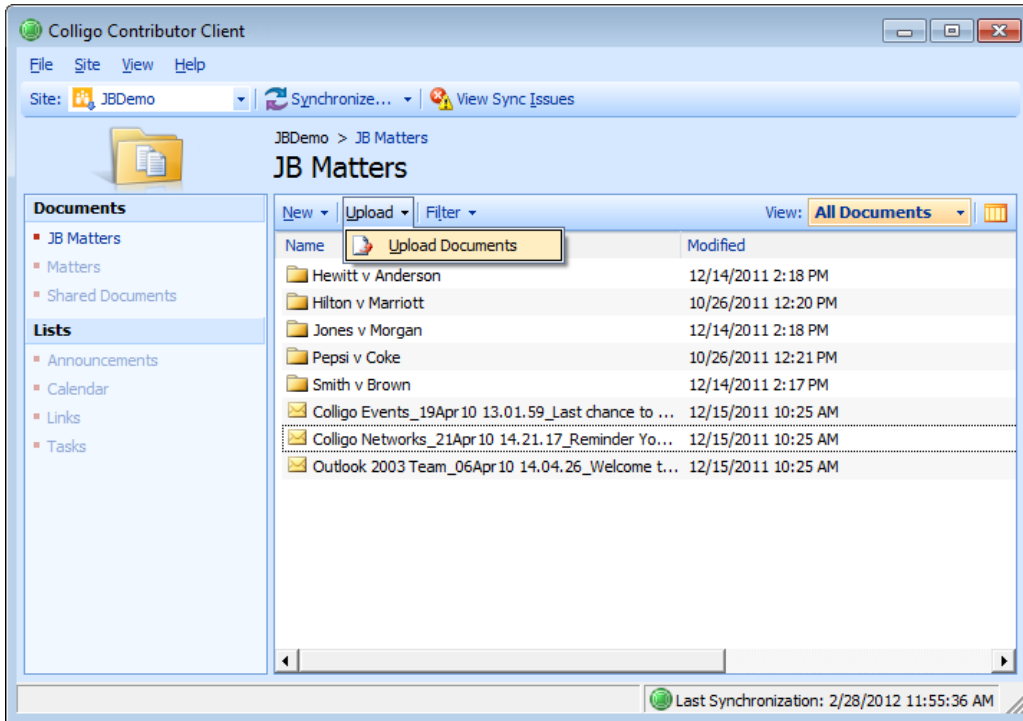 Colligo Contributor Client
File Site View Help
Site: JBDemo Synchronize... View Sync Issues
JBDemo > JB Matters
JB Matters
Documents
JB Matters
Matters
Shared Documents
Lists
Announcements
Calendar
Links
Tasks
New Upload Filter View: All Documents
Upload Documents
Name Modified
Hewitt v Anderson 12/14/2011 2:18 PM
Hilton v Marriott 10/26/2011 12:20 PM
Jones v Morgan 12/14/2011 2:18 PM
Pepsi v Coke 10/26/2011 12:21 PM
Smith v Brown 12/14/2011 2:17 PM
Colligo Events_19Apr10 13.01.59_Last chance to ... 12/15/2011 10:25 AM
Colligo Networks_21Apr10 14.21.17_Reminder Yo... 12/15/2011 10:25 AM
Outlook 2003 Team_06Apr10 14.04.26_Welcome t... 12/15/2011 10:25 AM
Last Synchronization: 2/28/2012 11:55:36 AM